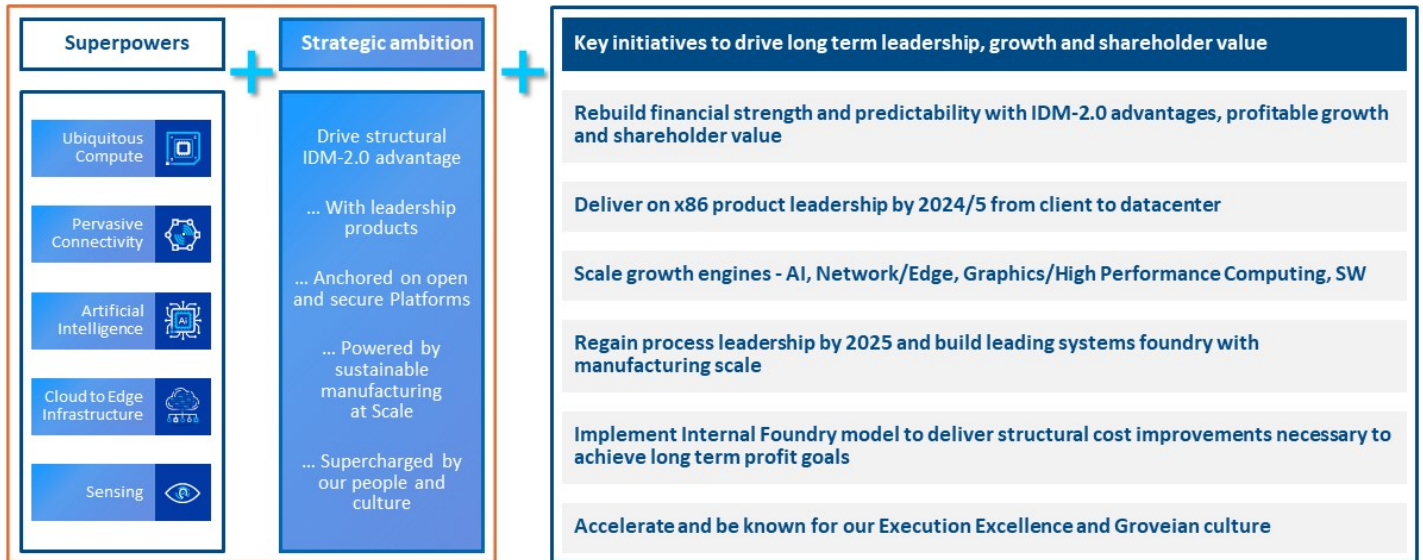 Superpowers
Ubiquitous
Compute
Pervasive
Connectivity
Artificial
Intelligence
Ai
Cloud to Edge
Infrastructure
Sensing
Strategic ambition
Drive structural
IDM-2.0 advantage
... With leadership
products
... Anchored on open
and secure Platforms
... Powered by
sustainable
manufacturing
at Scale
... Supercharged by
our people and
culture
Key initiatives to drive long term leadership, growth and shareholder value
Rebuild financial strength and predictability with IDM-2.0 advantages, profitable growth
and shareholder value
Deliver on x86 product leadership by 2024/5 from client to datacenter
Scale growth engines - AI, Network/Edge, Graphics/High Performance Computing, SW
Regain process leadership by 2025 and build leading systems foundry with
manufacturing scale
Implement Internal Foundry model to deliver structural cost improvements necessary to
achieve long term profit goals
Accelerate and be known for our Execution Excellence and Groveian culture